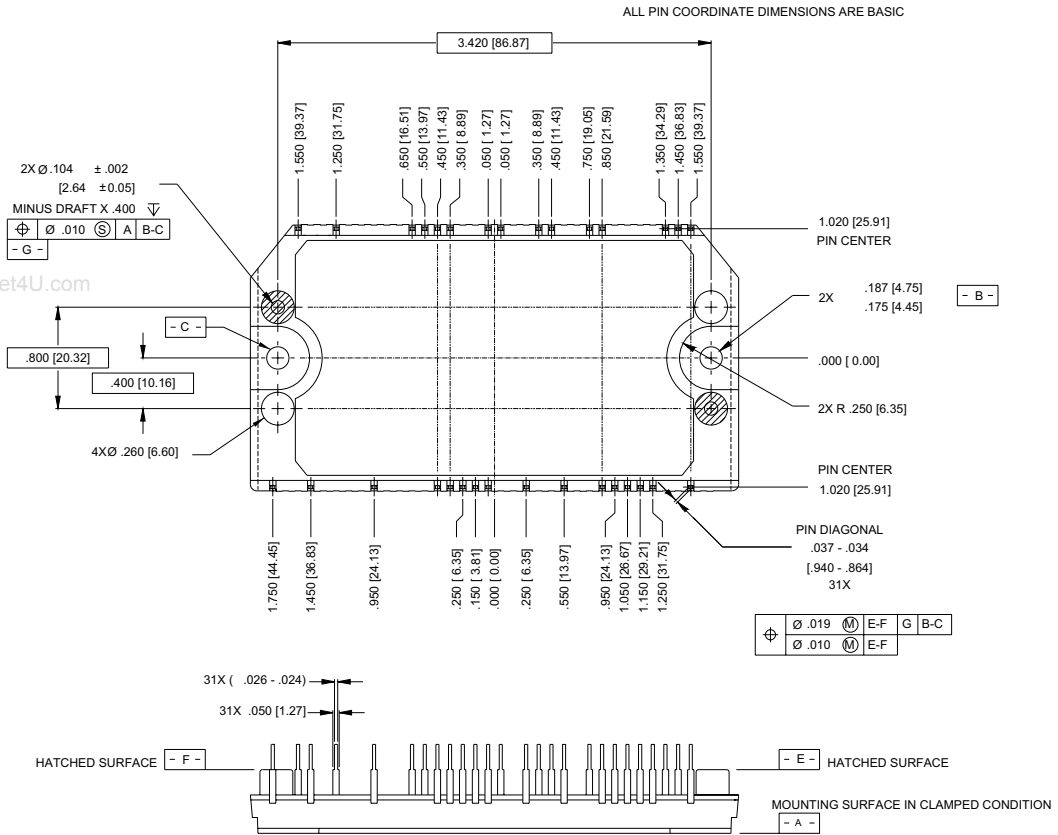 ALL PIN COORDINATE DIMENSIONS ARE BASIC
3.420 [86.87]
1.550 [39.37]
1.250 [31.75]
.650 [16.51]
.550 [13.97]
.450 [11.43]
.350 [ 8.89]
.050 [ 1.27]
.050 [ 1.27]
.350 [ 8.89]
.450 [11.43]
.750 [19.05]
.850 [21.59]
1.350 [34.29]
1.450 [36.83]
1.550 [39.37]
2X Ø .104 ± .002
[2.64 ±0.05]
MINUS DRAFT X .400
Ø .010 Ⓢ A B-C
- G -
et4U.com
1.020 [25.91]
PIN CENTER
2X .187 [4.75]
.175 [4.45]
- B -
- C -
.800 [20.32]
.400 [10.16]
.000 [ 0.00]
2X R .250 [6.35]
4XØ .260 [6.60]
PIN CENTER
1.020 [25.91]
PIN DIAGONAL
.037 - .034
[.940 - .864]
31X
1.750 [44.45]
1.450 [36.83]
.950 [24.13]
.250 [ 6.35]
.150 [ 3.81]
.000 [ 0.00]
.250 [ 6.35]
.550 [13.97]
.950 [24.13]
1.050 [26.67]
1.150 [29.21]
1.250 [31.75]
Ø .019 Ⓜ E-F G B-C
Ø .010 Ⓜ E-F
31X ( .026 - .024)
31X .050 [1.27]
HATCHED SURFACE - F -
- E - HATCHED SURFACE
MOUNTING SURFACE IN CLAMPED CONDITION
- A -